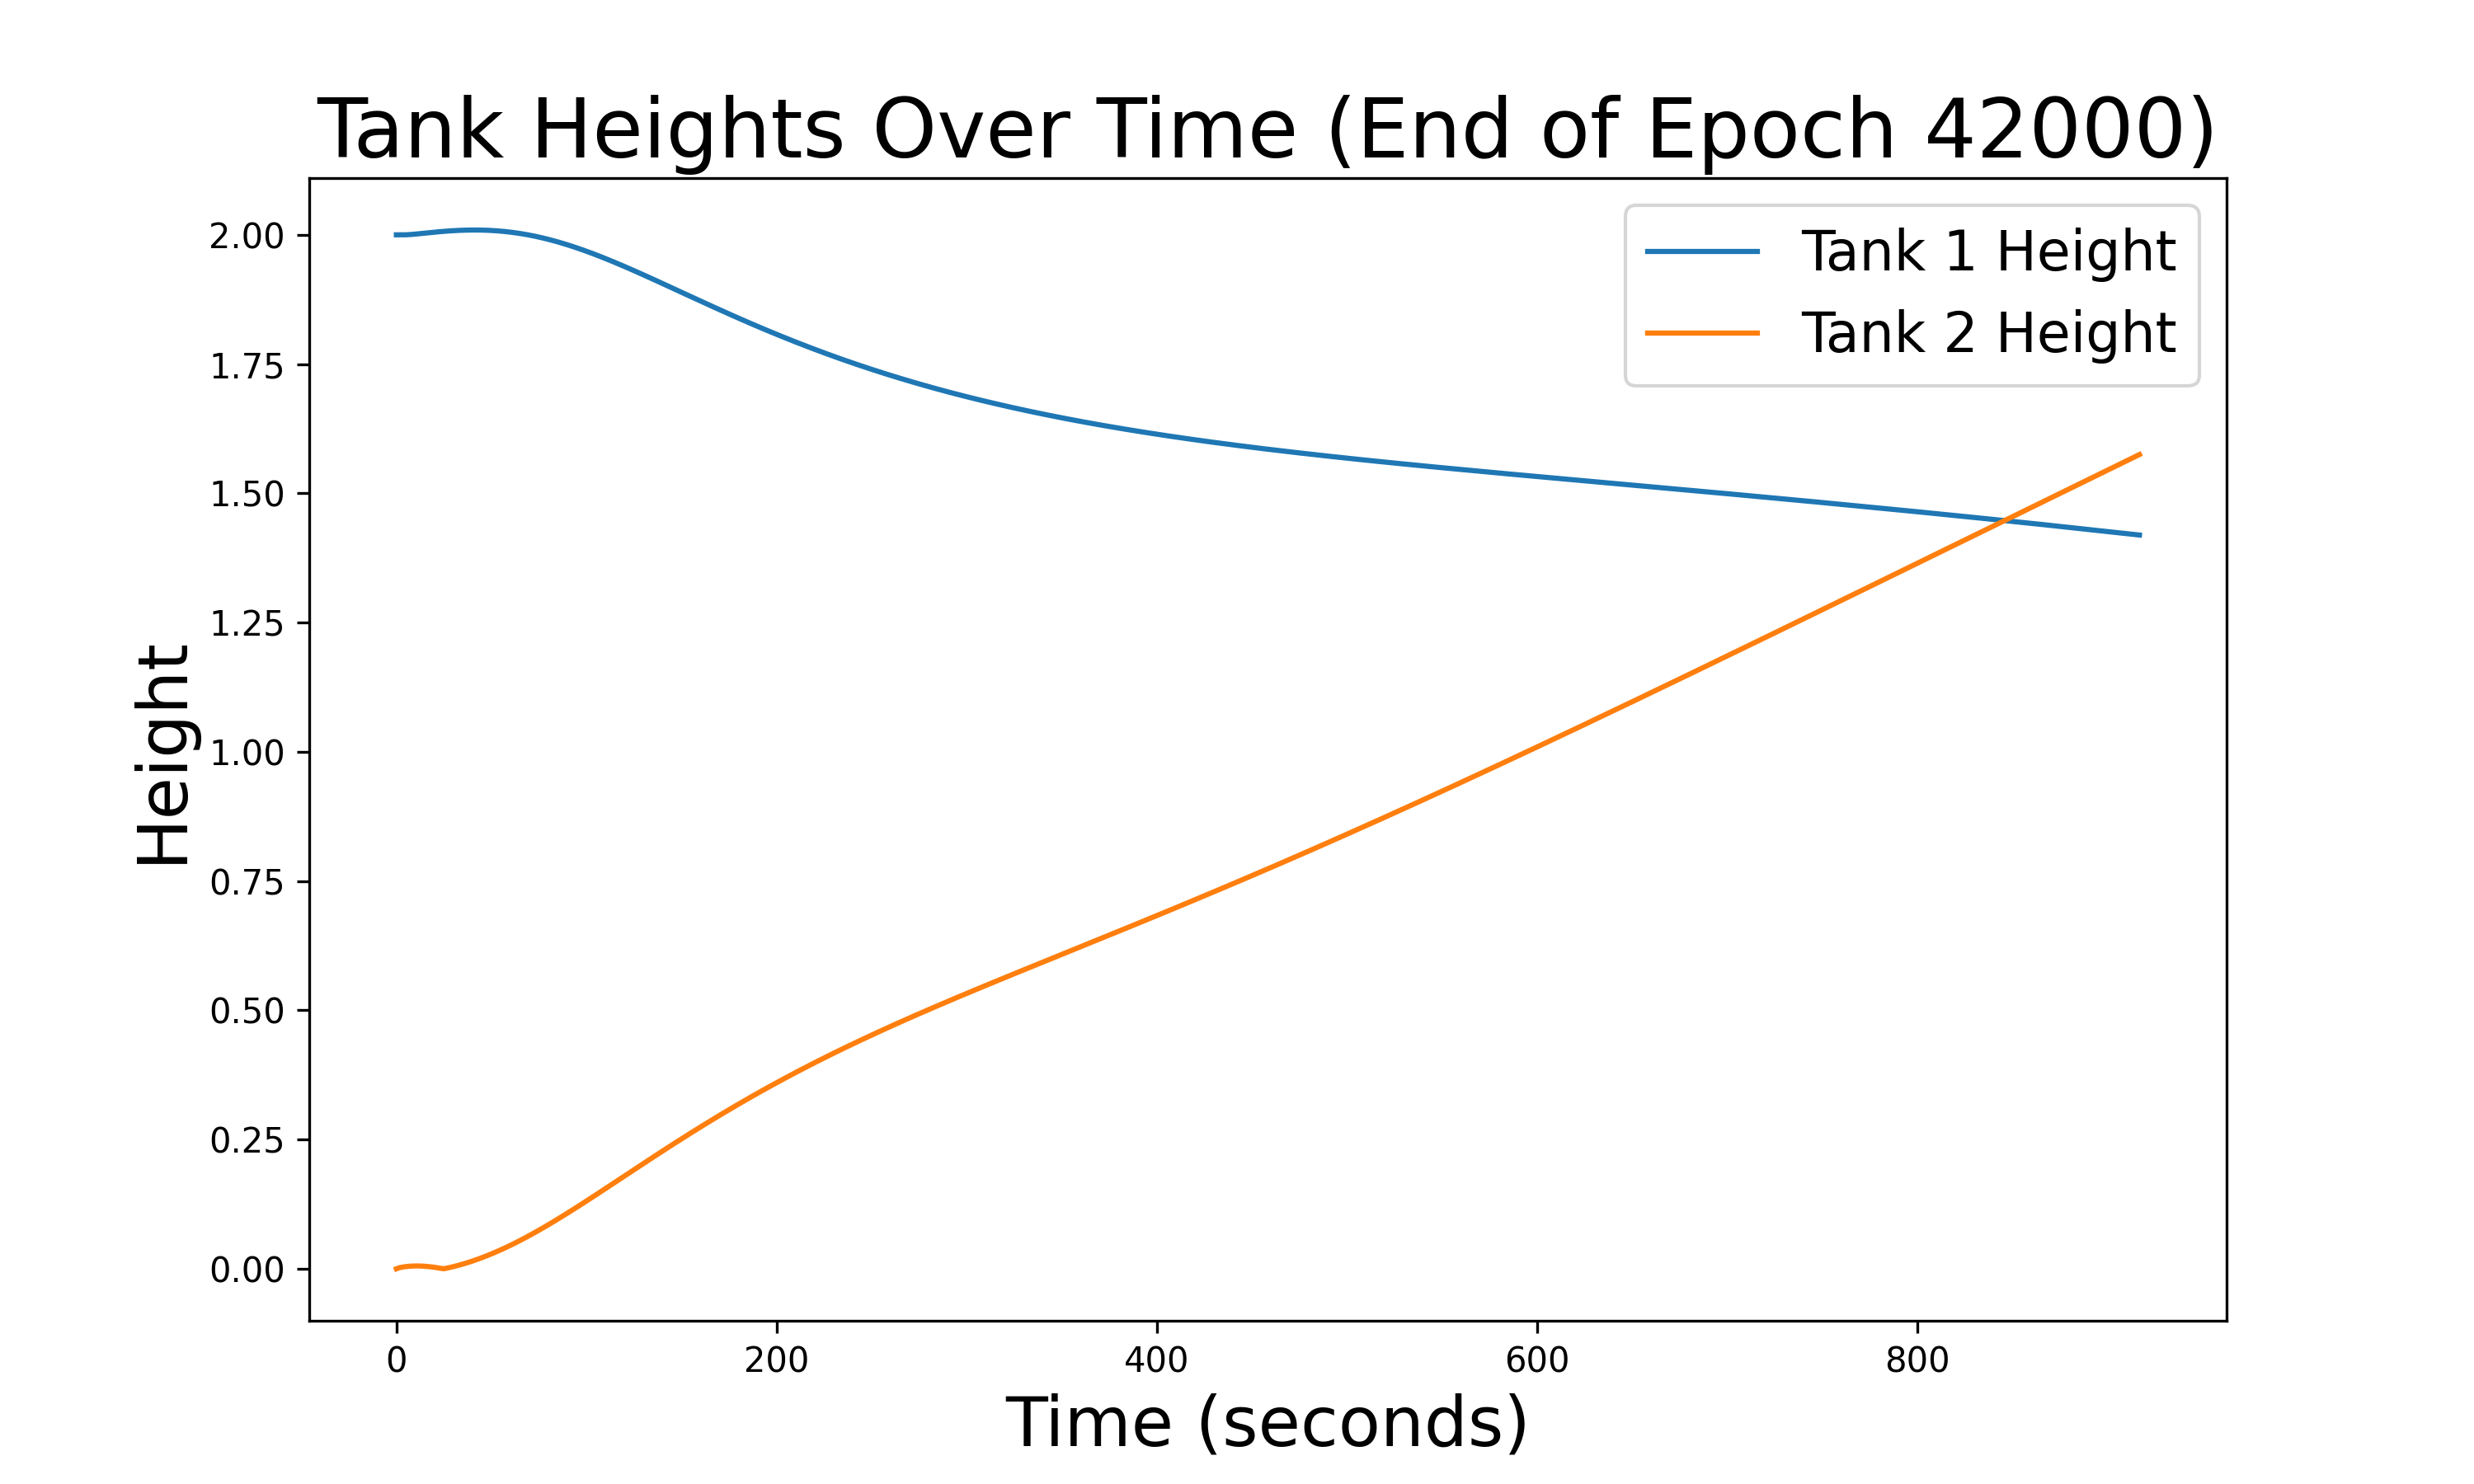 Tank Heights Over Time (End of Epoch 42000)
Tank 1 Height
Tank 2 Height
Height
2.00
1.75
1.50
1.25
1.00
0.75
0.50
0.25
0.00
0 200 400 600 800
Time (seconds)